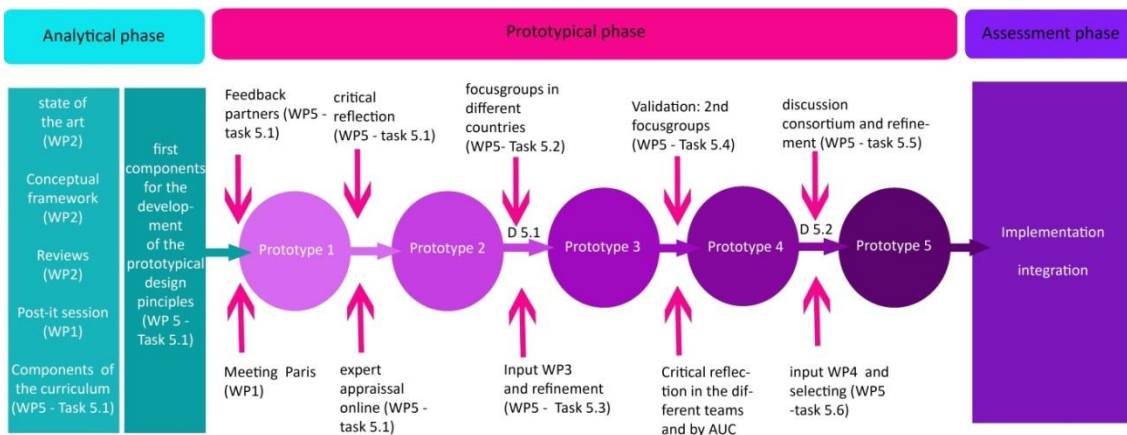 Analytical phase
Prototypical phase
Assessment phase
state of
the art
(WP2)
Conceptual
framework
(WP2)
Reviews
(WP2)
Post-it session
(WP1)
Components of
the curriculum
(WP5 - Task 5.1)
first
components
for the
develop-
ment
of the
prototypical
design
pinciples
(WP 5 -
Task 5.1)
Feedback
partners (WP5 -
task 5.1)
critical
reflection
(WP5 - task 5.1)
focusgroups in
different
countries
(WP5- Task 5.2)
Validation: 2nd
focusgroups
(WP5 - Task 5.4)
discussion
consortium and refine-
ment (WP5 - task 5.5)
Prototype 1
Prototype 2
D 5.1
Prototype 3
Prototype 4
D 5.2
Prototype 5
Implementation
integration
Meeting Paris
(WP1)
expert
appraissal
online (WP5 -
task 5.1)
Input WP3
and refinement
(WP5 - Task 5.3)
Critical reflec-
tion in the dif-
ferent teams
and by AUC
input WP4 and
selecting (WP5
-task 5.6)